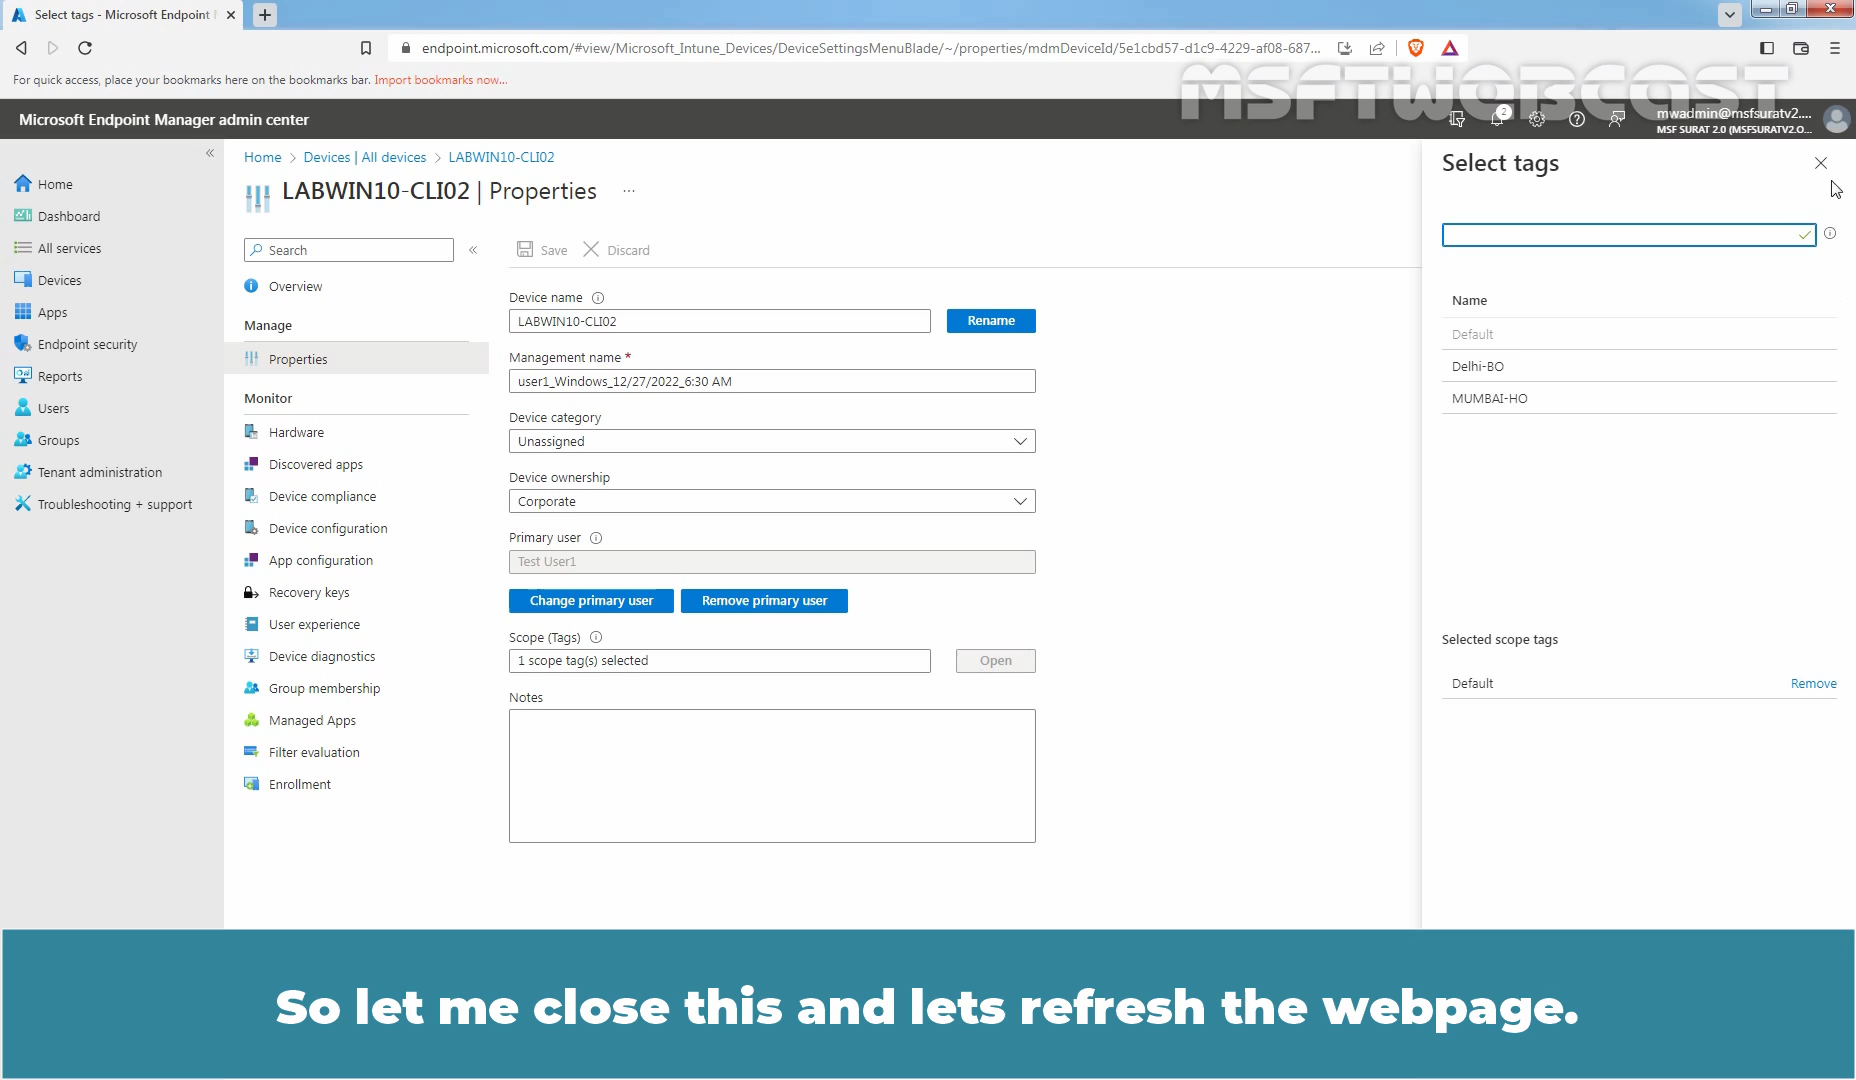 Select tags - Microsoft Endpoint
endpoint.microsoft.com/#view/Microsoft_Intune_Devices/DeviceSettingsMenuBlade/~/properties/mdmDeviceId/5e1cbd57-d1c9-4229-af08-687...
For quick access, place your bookmarks here on the bookmarks bar. Import bookmarks now...
MSFTWEBCAST
Microsoft Endpoint Manager admin center
2
mwadmin@msfsuratv2....
MSF SURAT 2.0 (MSFSURATV2.O...
Home
Dashboard
All services
Devices
Apps
Endpoint security
Reports
Users
Groups
Tenant administration
Troubleshooting + support
Home > Devices | All devices > LABWIN10-CLI02
LABWIN10-CLI02 | Properties ...
Search
Overview
Manage
Properties
Monitor
Hardware
Discovered apps
Device compliance
Device configuration
App configuration
Recovery keys
User experience
Device diagnostics
Group membership
Managed Apps
Filter evaluation
Enrollment
Save Discard
Device name
LABWIN10-CLI02 Rename
Management name *
user1_Windows_12/27/2022_6:30 AM
Device category
Unassigned
Device ownership
Corporate
Primary user
Test User1
Change primary user Remove primary user
Scope (Tags)
1 scope tag(s) selected Open
Notes
Select tags
Name
Default
Delhi-BO
MUMBAI-HO
Selected scope tags
Default Remove
So let me close this and lets refresh the webpage.